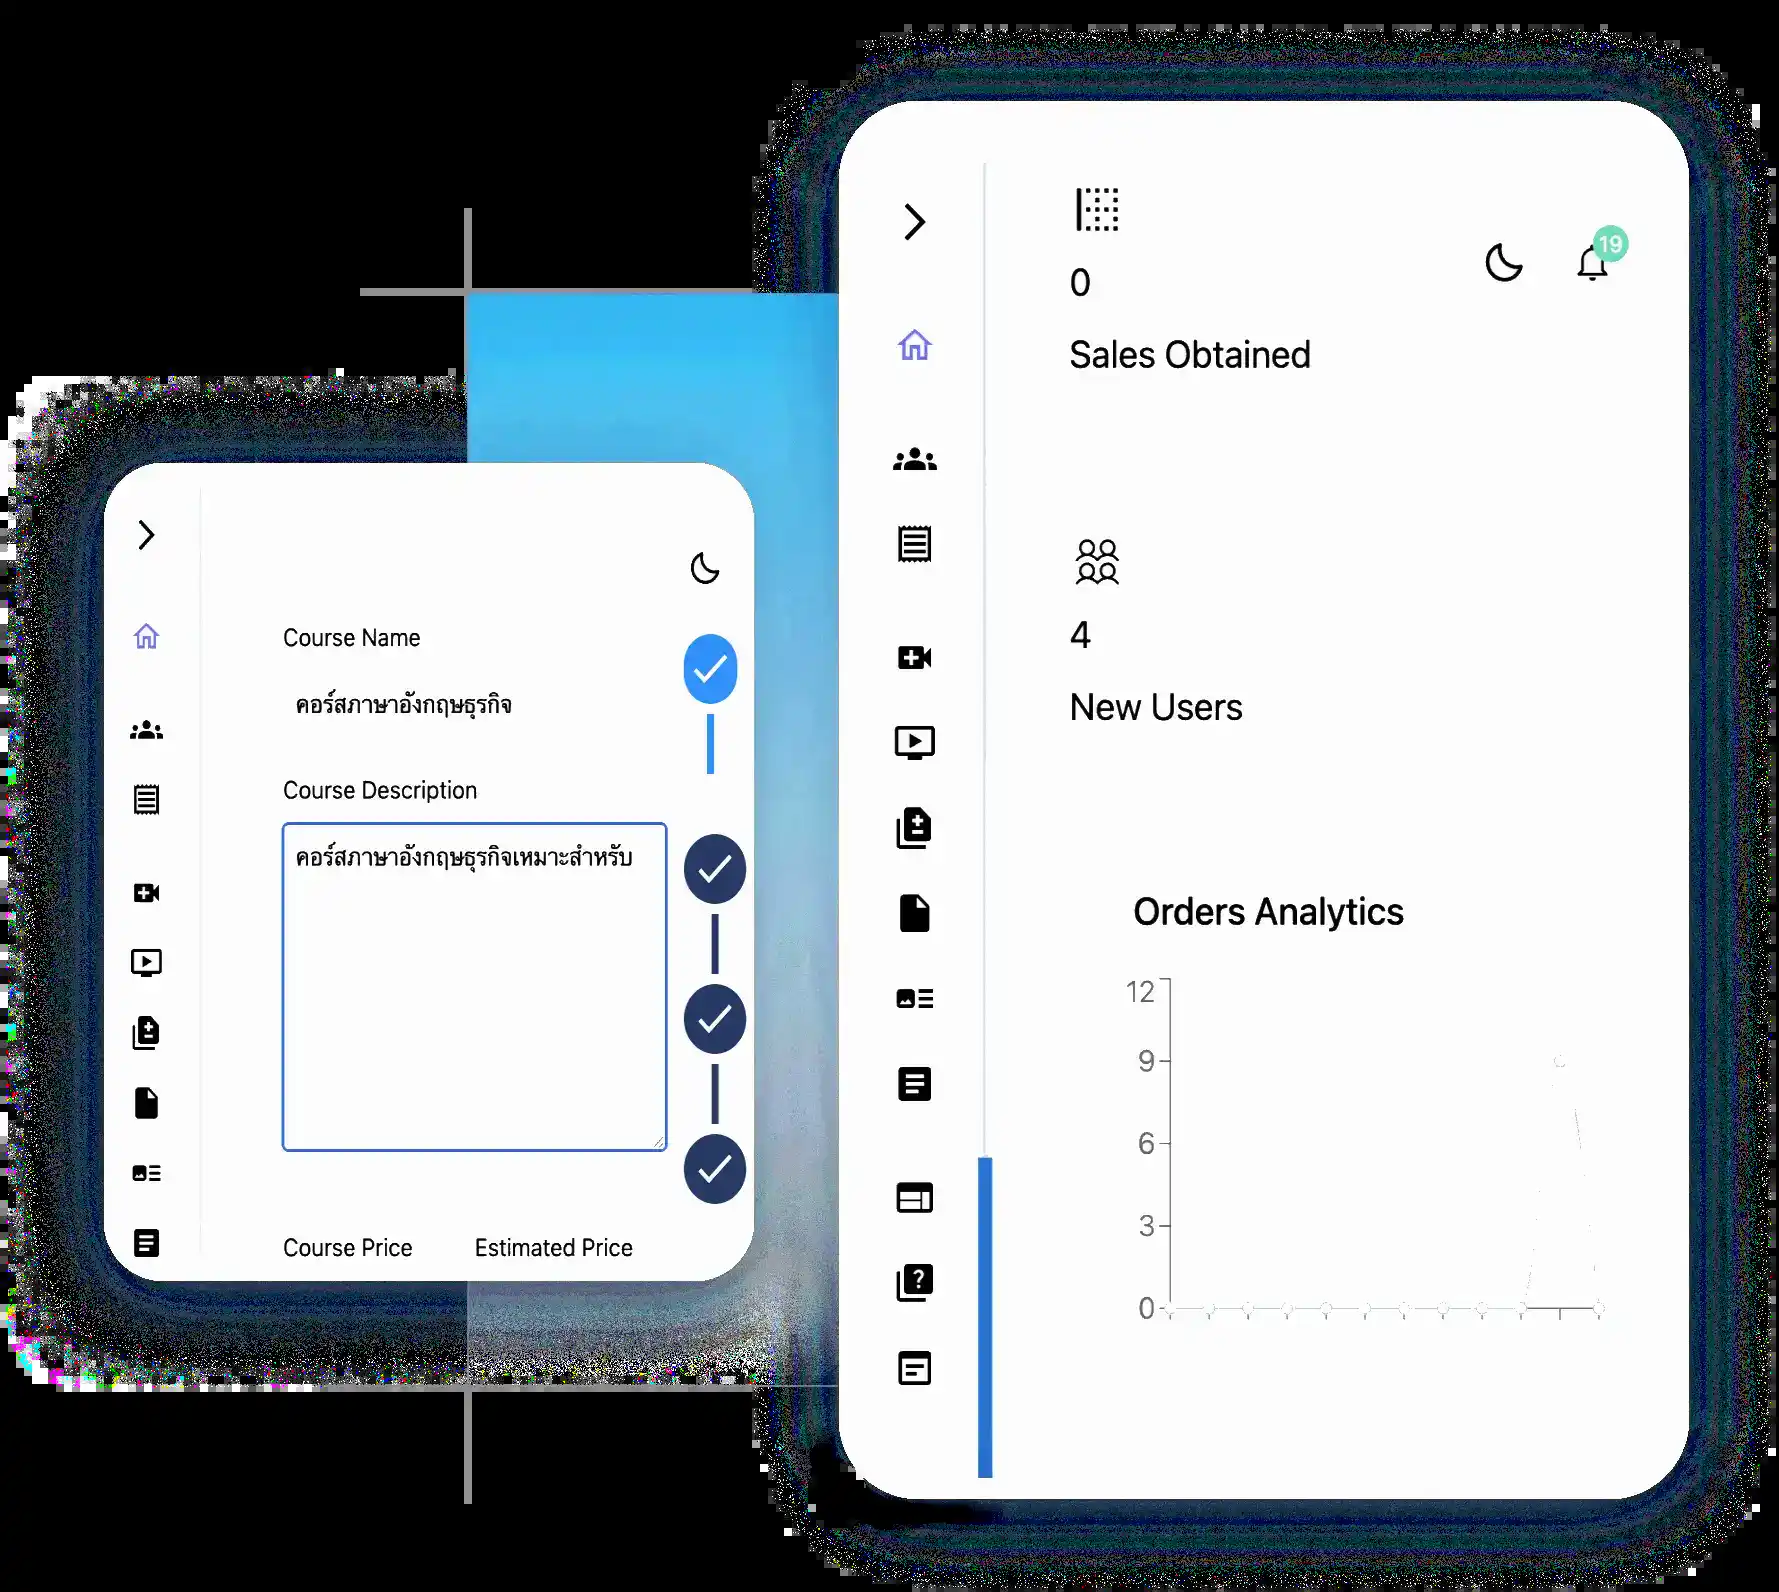 Course Name
คอร์สภาษาอังกฤษธุรกิจ
Course Description
คอร์สภาษาอังกฤษธุรกิจเหมาะสำหรับ
Course Price
Estimated Price
19
0
Sales Obtained
4
New Users
Orders Analytics
12
9
6
3
0